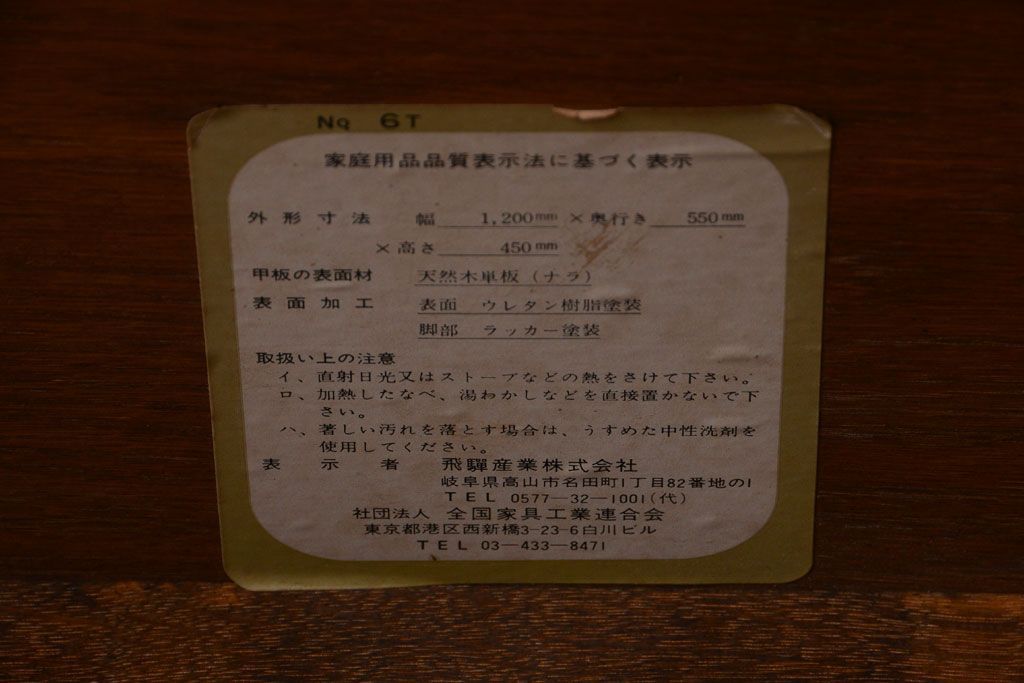 No 6T
家庭用品品質表示法に基づく表示
外形寸法 幅 1,200mm × 奥行き 550mm
× 高さ 450mm
甲板の表面材 天然木単板(ナラ)
表面加工 表面 ウレタン樹脂塗装
脚部 ラッカー塗装
取扱い上の注意
イ、直射日光又はストーブなどの熱をさけて下さい。
ロ、加熱したなべ、湯わかしなどを直接置かないで下
さい。
ハ、著しい汚れを落とす場合は、うすめた中性洗剤を
使用してください。
表示者 飛驒産業株式会社
岐阜県高山市名田町1丁目82番地の1
TEL 0577-32-1001(代)
社団法人 全国家具工業連合会
東京都港区西新橋3-23-6白川ビル
TEL 03-433-8471